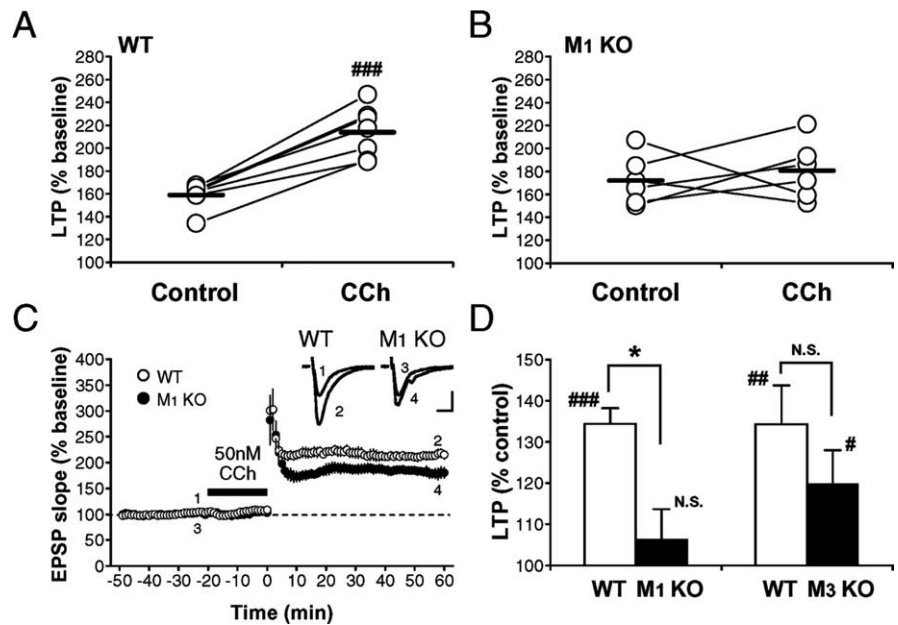 A
WT
###
LTP (% baseline)
280
260
240
220
200
180
160
140
120
100
Control
CCh
B
M1 KO
LTP (% baseline)
280
260
240
220
200
180
160
140
120
100
Control
CCh
C
WT
M1 KO
WT
M1 KO
1
2
3
4
50nM
CCh
1
3
2
4
EPSP slope (% baseline)
400
350
300
250
200
150
100
50
0
-50 -40 -30 -20 -10 0 10 20 30 40 50 60
Time (min)
D
LTP (% control)
150
140
130
120
110
100
###
*
N.S.
##
N.S.
#
WT M1 KO WT M3 KO